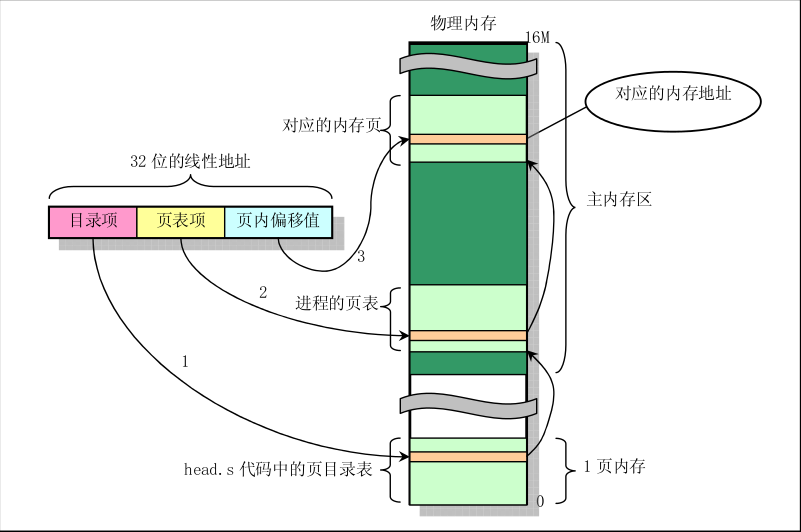 物理内存
16M
对应的内存地址
对应的内存页
32 位的线性地址
目录项 页表项 页内偏移值
主内存区
3
2
进程的页表
1
head.s 代码中的页目录表
1 页内存
0